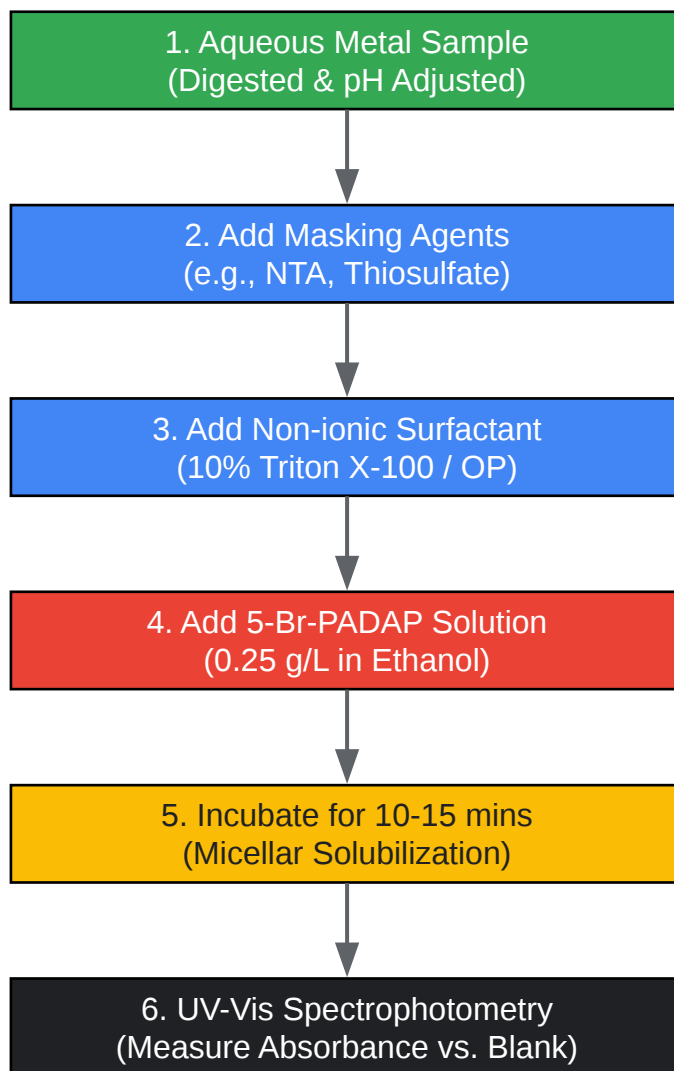 1. Aqueous Metal Sample
(Digested & pH Adjusted)
2. Add Masking Agents
(e.g., NTA, Thiosulfate)
3. Add Non-ionic Surfactant
(10% Triton X-100 / OP)
4. Add 5-Br-PADAP Solution
(0.25 g/L in Ethanol)
5. Incubate for 10-15 mins
(Micellar Solubilization)
6. UV-Vis Spectrophotometry
(Measure Absorbance vs. Blank)